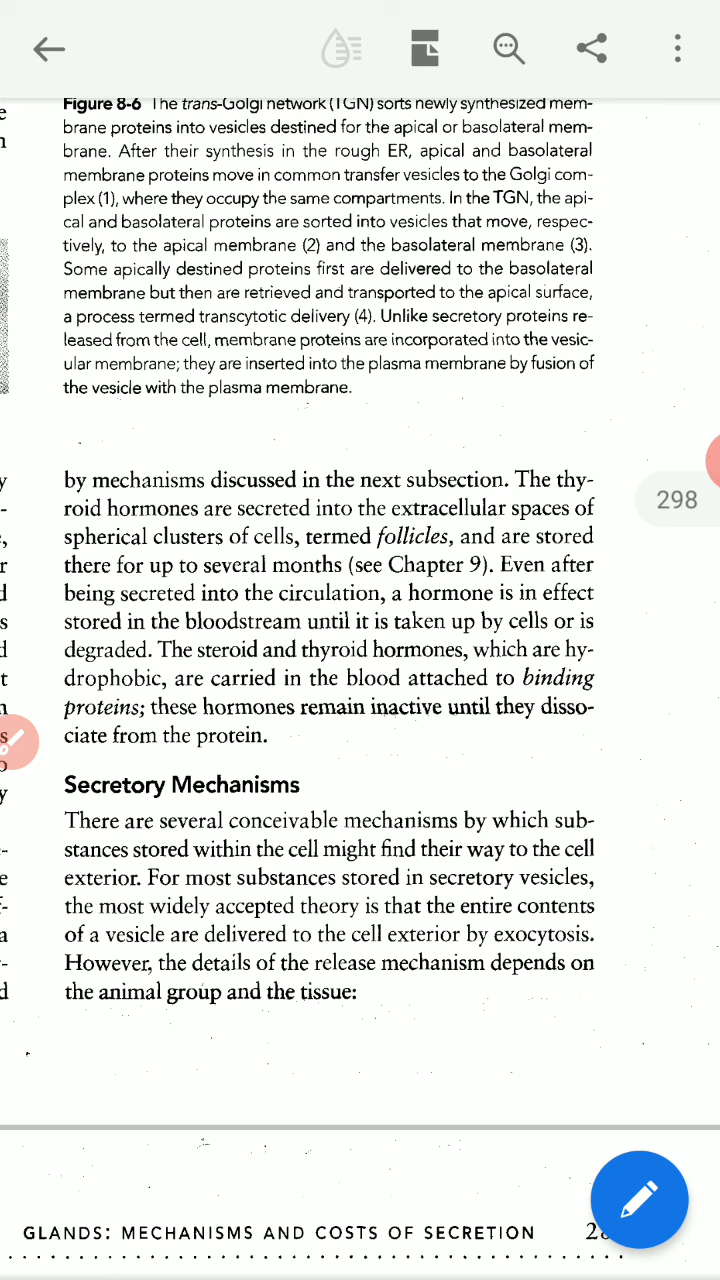 Figure 8-6 The trans-Golgi network (TGN) sorts newly synthesized mem-
brane proteins into vesicles destined for the apical or basolateral mem-
brane. After their synthesis in the rough ER, apical and basolateral
membrane proteins move in common transfer vesicles to the Golgi com-
plex (1), where they occupy the same compartments. In the TGN, the api-
cal and basolateral proteins are sorted into vesicles that move, respec-
tively, to the apical membrane (2) and the basolateral membrane (3).
Some apically destined proteins first are delivered to the basolateral
membrane but then are retrieved and transported to the apical surface,
a process termed transcytotic delivery (4). Unlike secretory proteins re-
leased from the cell, membrane proteins are incorporated into the vesic-
ular membrane; they are inserted into the plasma membrane by fusion of
the vesicle with the plasma membrane.
by mechanisms discussed in the next subsection. The thy-
298
roid hormones are secreted into the extracellular spaces of
spherical clusters of cells, termed follicles, and are stored
there for up to several months (see Chapter 9). Even after
being secreted into the circulation, a hormone is in effect
stored in the bloodstream until it is taken up by cells or is
degraded. The steroid and thyroid hormones, which are hy-
drophobic, are carried in the blood attached to binding
proteins; these hormones remain inactive until they disso-
ciate from the protein.
Secretory Mechanisms
There are several conceivable mechanisms by which sub-
stances stored within the cell might find their way to the cell
exterior. For most substances stored in secretory vesicles,
the most widely accepted theory is that the entire contents
of a vesicle are delivered to the cell exterior by exocytosis.
However, the details of the release mechanism depends on
the animal group and the tissue:
GLANDS: MECHANISMS AND COSTS OF SECRETION